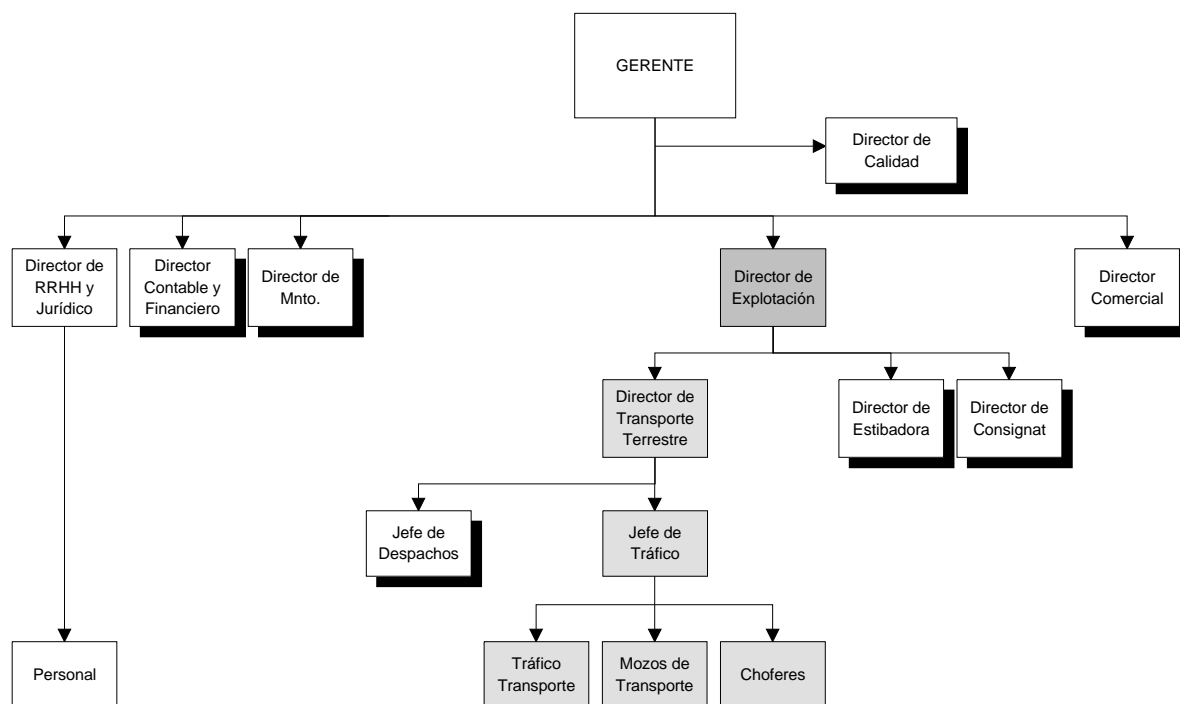 GERENTE
Director de
Calidad
Director de
RRHH y
Jurídico
Director
Contable y
Financiero
Director de
Mnto.
Director de
Explotación
Director
Comercial
Director de
Transporte
Terrestre
Director de
Estibadora
Director de
Consignat
Jefe de
Despachos
Jefe de
Tráfico
Personal
Tráfico
Transporte
Mozos de
Transporte
Choferes